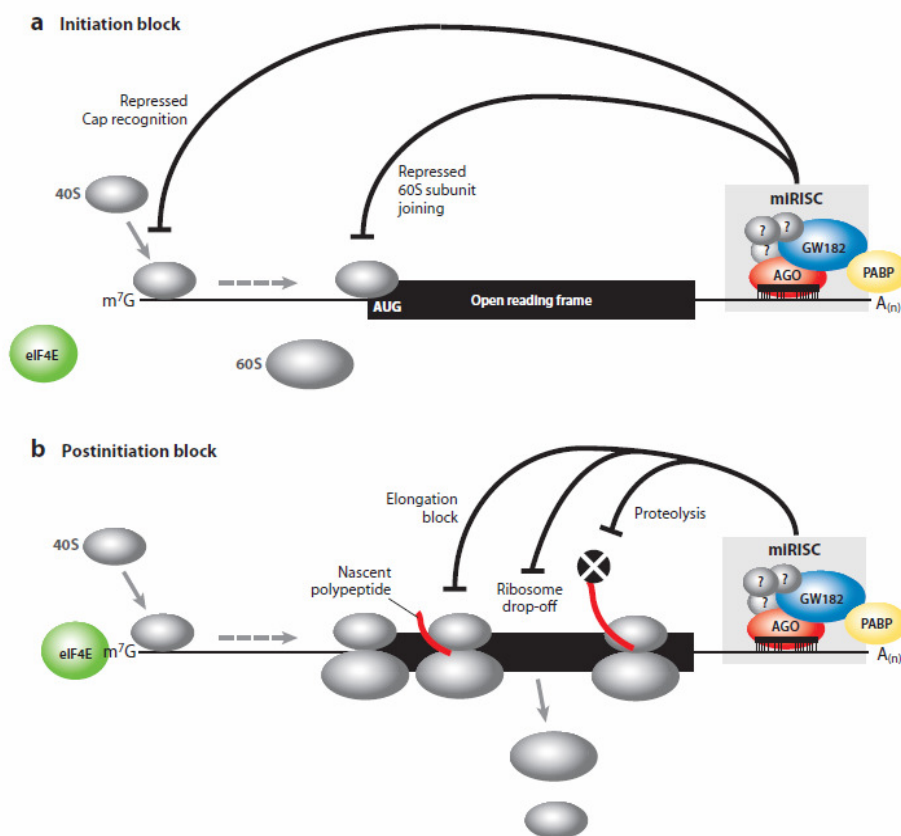 a Initiation block
Repressed
Cap recognition
40S
Repressed
60S subunit
joining
miRISC
? ?
?
GW182
AGO
PABP
m⁷G
AUG
Open reading frame
A(n)
eIF4E
60S
b Postinitiation block
Elongation
block
Proteolysis
40S
Nascent
polypeptide
Ribosome
drop-off
miRISC
? ?
?
GW182
AGO
PABP
eIF4E
m⁷G
A(n)